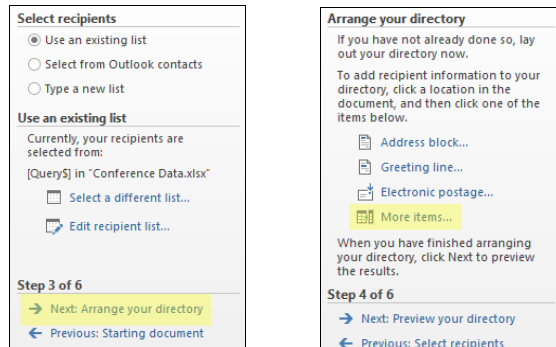 Select recipients
Use an existing list
Select from Outlook contacts
Type a new list
Use an existing list
Currently, your recipients are
selected from:
[Query$] in "Conference Data.xlsx"
Select a different list...
Edit recipient list...
Step 3 of 6
Next: Arrange your directory
Previous: Starting document
Arrange your directory
If you have not already done so, lay
out your directory now.
To add recipient information to your
directory, click a location in the
document, and then click one of the
items below.
Address block...
Greeting line...
Electronic postage...
More items...
When you have finished arranging
your directory, click Next to preview
the results.
Step 4 of 6
Next: Preview your directory
Previous: Select recipients